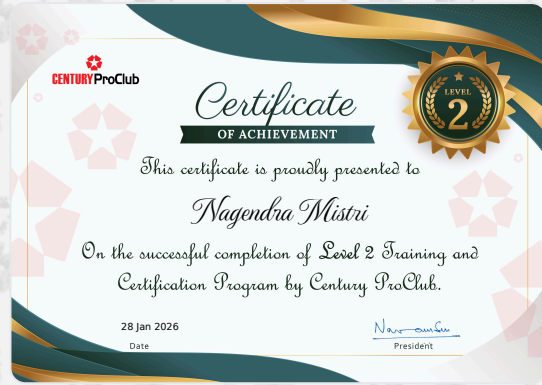 CENTURY ProClub
LEVEL
2
Certificate
OF ACHIEVEMENT
This certificate is proudly presented to
Nagendra Mistri
On the successful completion of Level 2 Training and
Certification Program by Century ProClub.
28 Jan 2026
Date
President